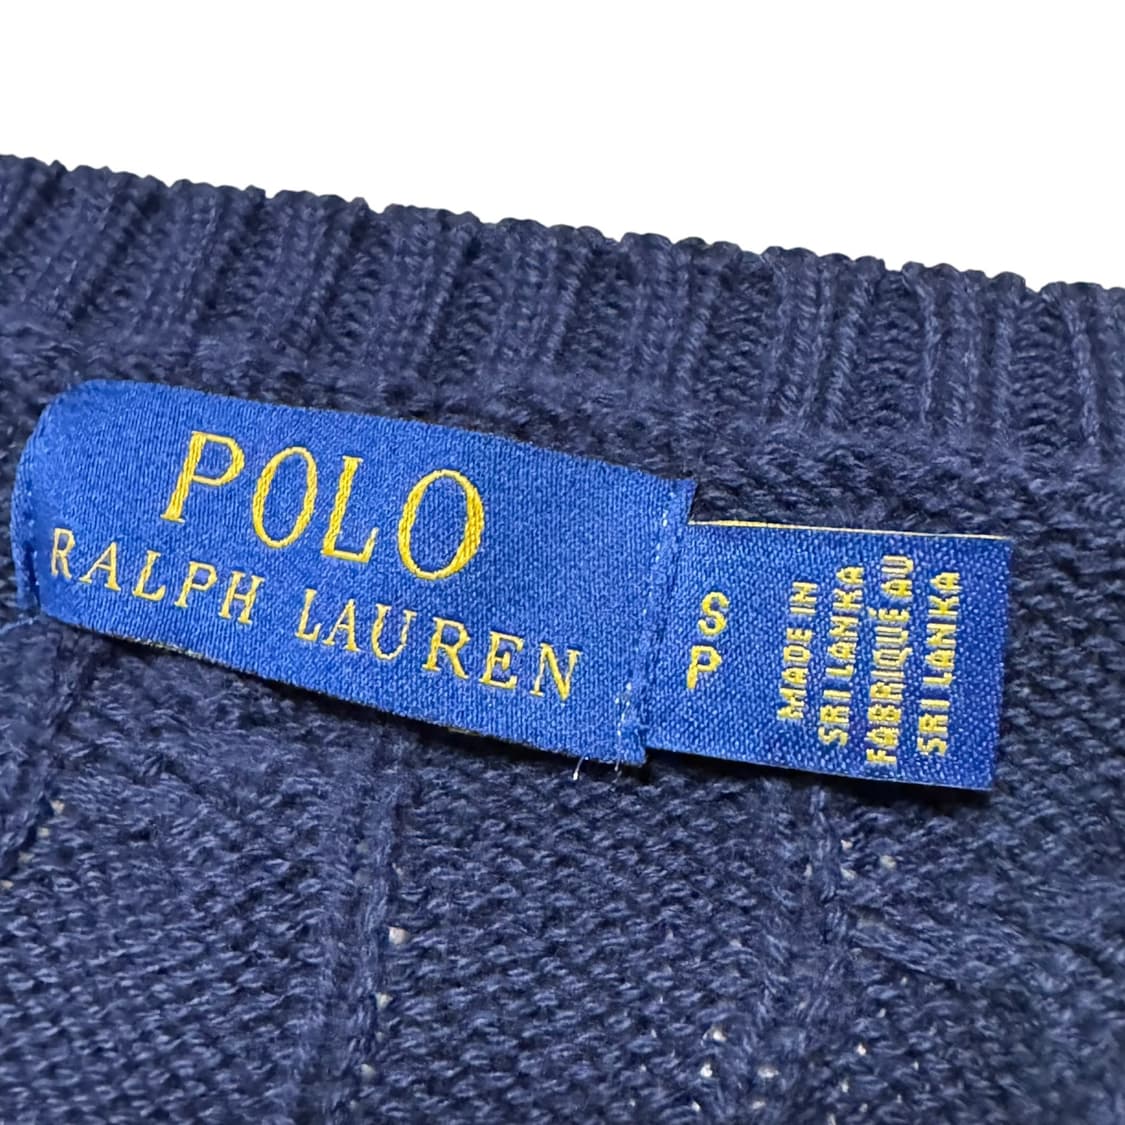 POLO
RALPH LAUREN
S
P
MADE IN
SRI LANKA
FABRIQUÉ AU
SRI LANKA